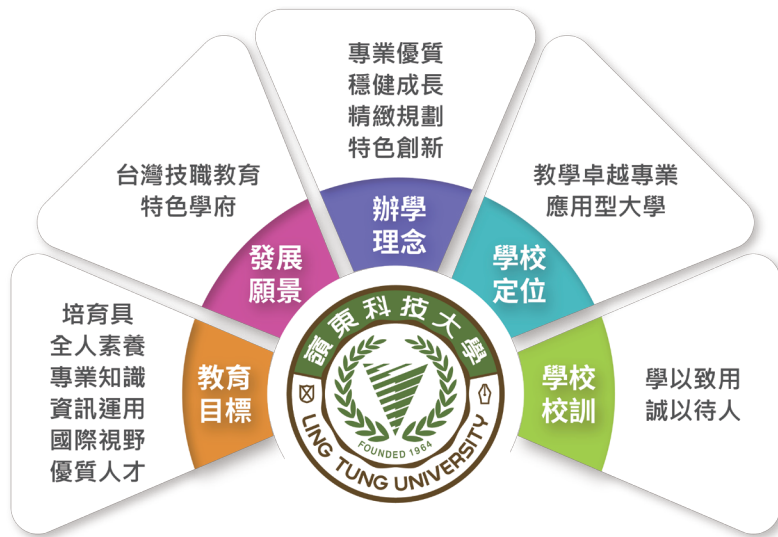 培育具
全人素養
專業知識
資訊運用
國際視野
優質人才
教育
目標
台灣技職教育
特色學府
發展
願景
專業優質
穩健成長
精緻規劃
特色創新
辦學
理念
教學卓越專業
應用型大學
學校
定位
學以致用
誠以待人
學校
校訓
嶺東科技大學
FOUNDED 1964
LING TUNG UNIVERSITY